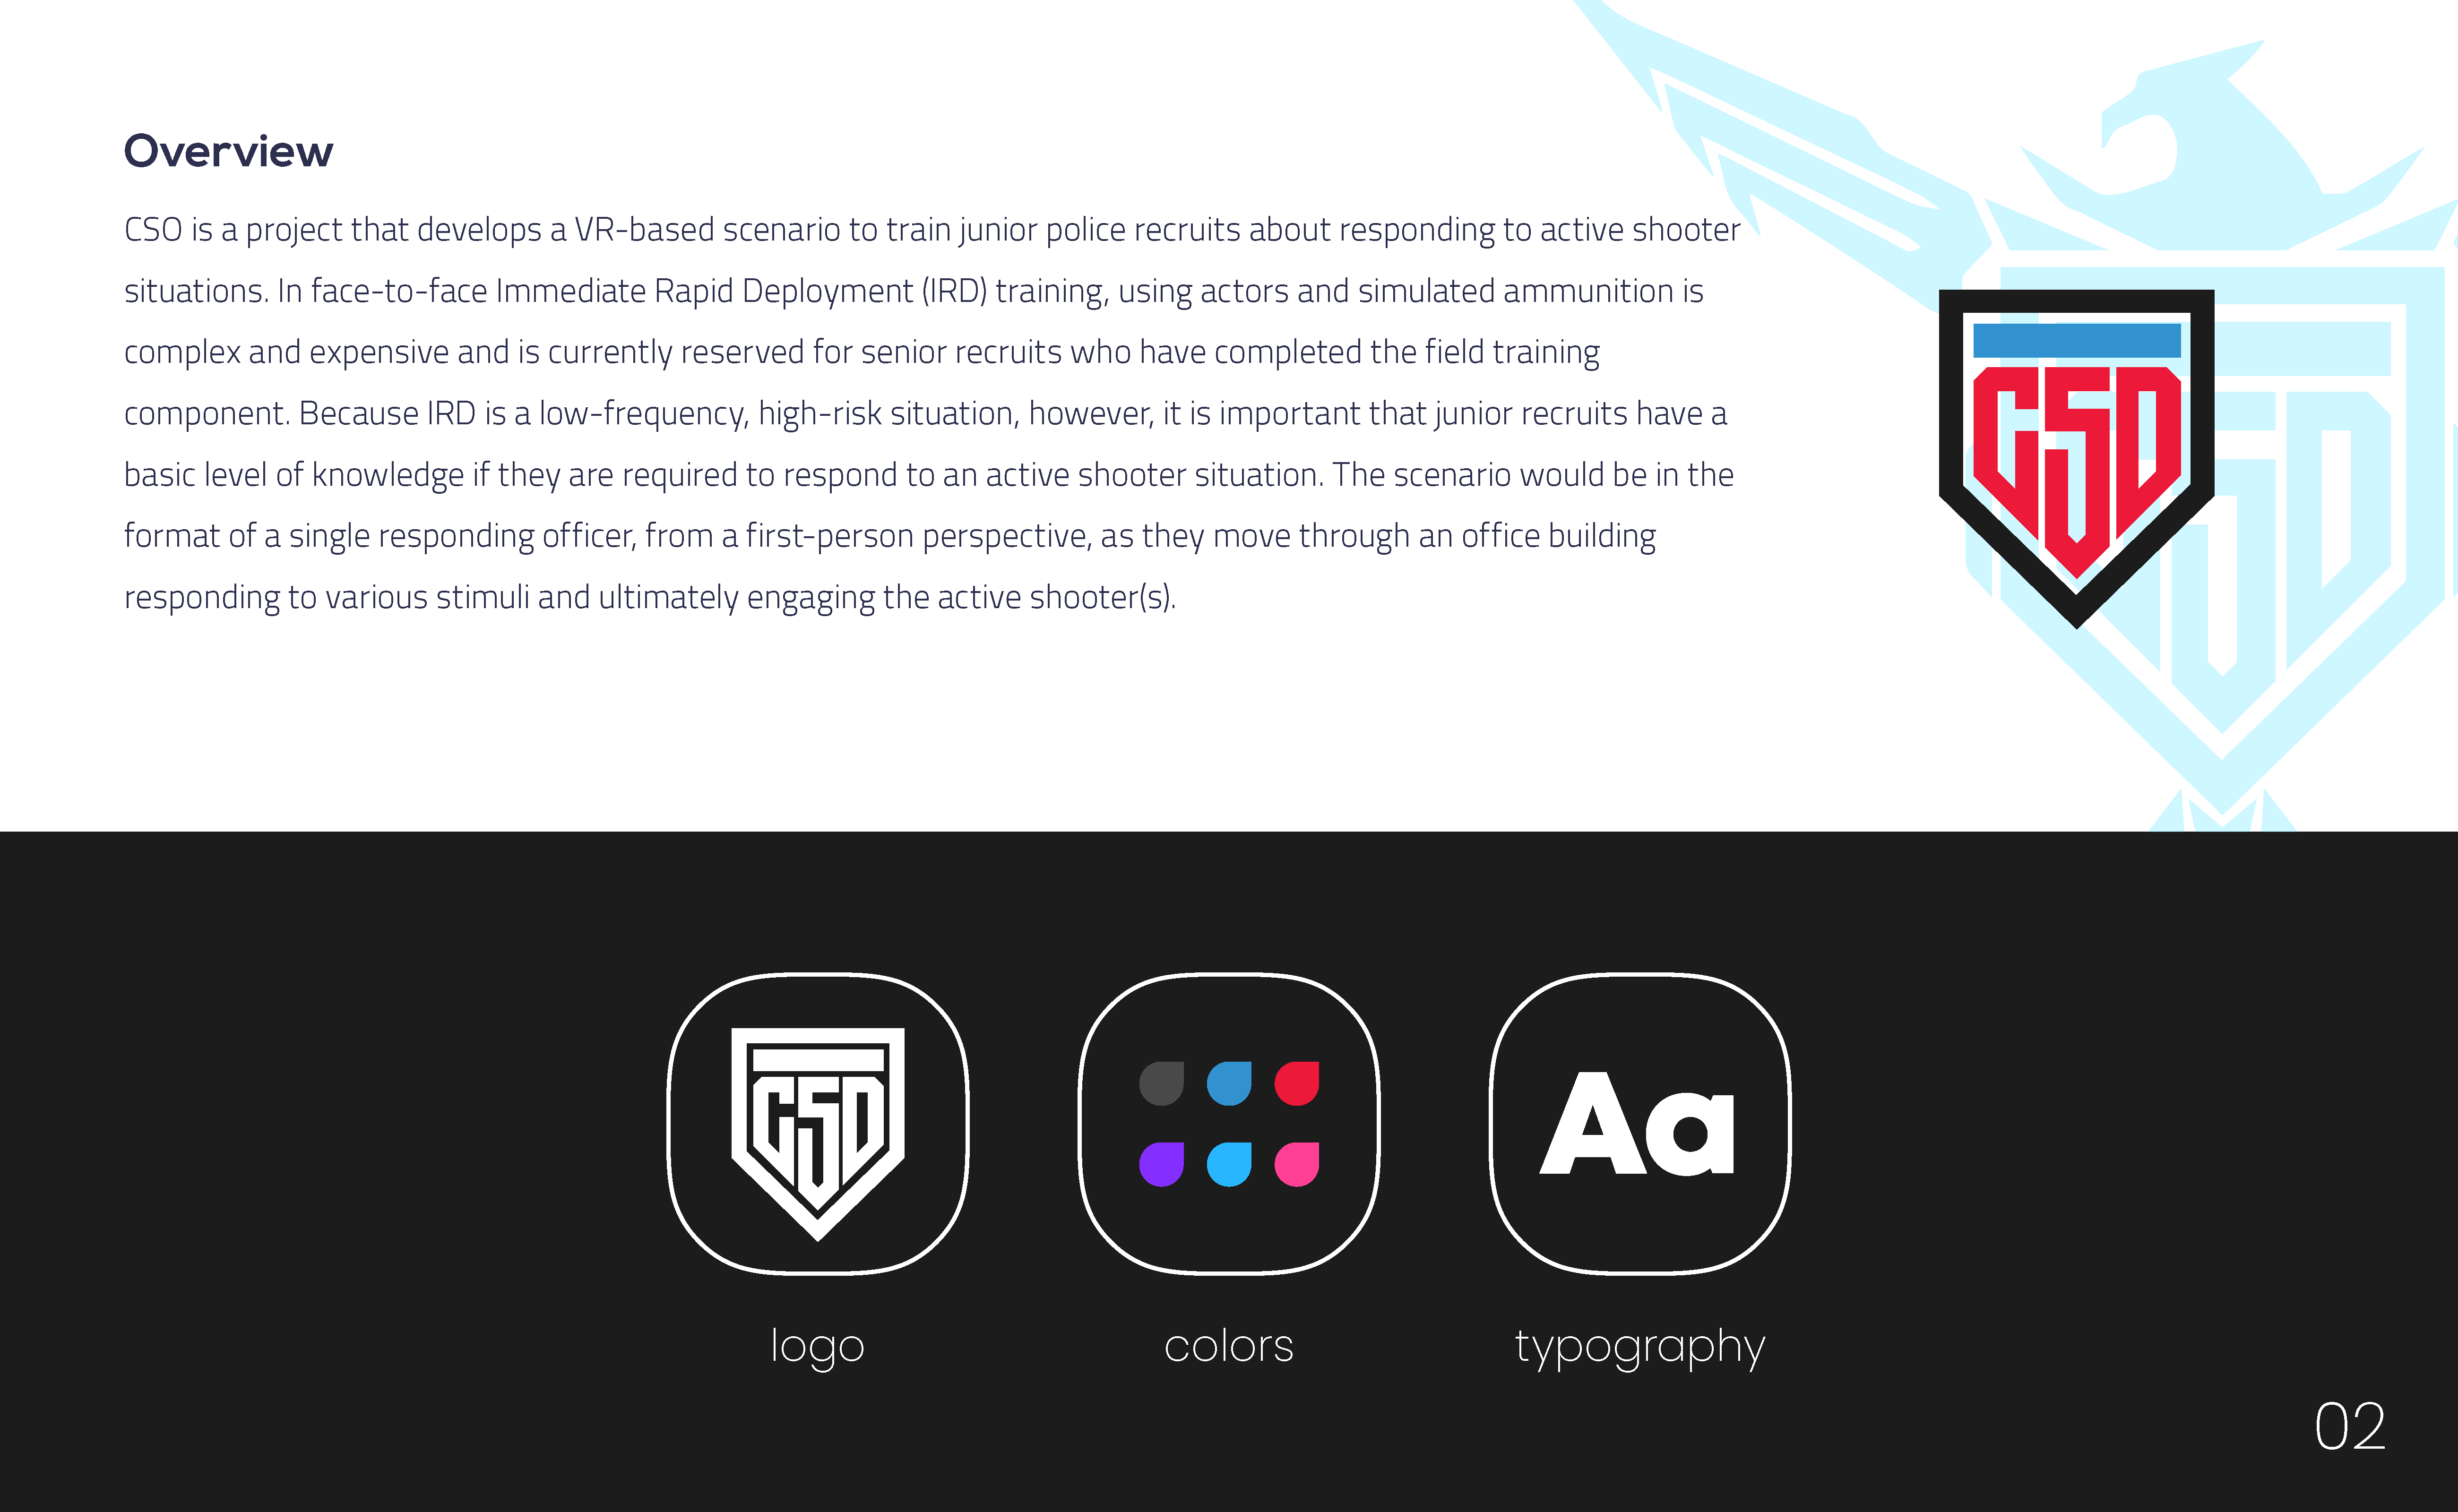 Overview
CSO is a project that develops a VR-based scenario to train junior police recruits about responding to active shooter
situations. In face-to-face Immediate Rapid Deployment (IRD) training, using actors and simulated ammunition is
complex and expensive and is currently reserved for senior recruits who have completed the field training
component. Because IRD is a low-frequency, high-risk situation, however, it is important that junior recruits have a
basic level of knowledge if they are required to respond to an active shooter situation. The scenario would be in the
format of a single responding officer, from a first-person perspective, as they move through an office building
responding to various stimuli and ultimately engaging the active shooter(s).
CSO
CSO
Aa
logo
colors
typography
02